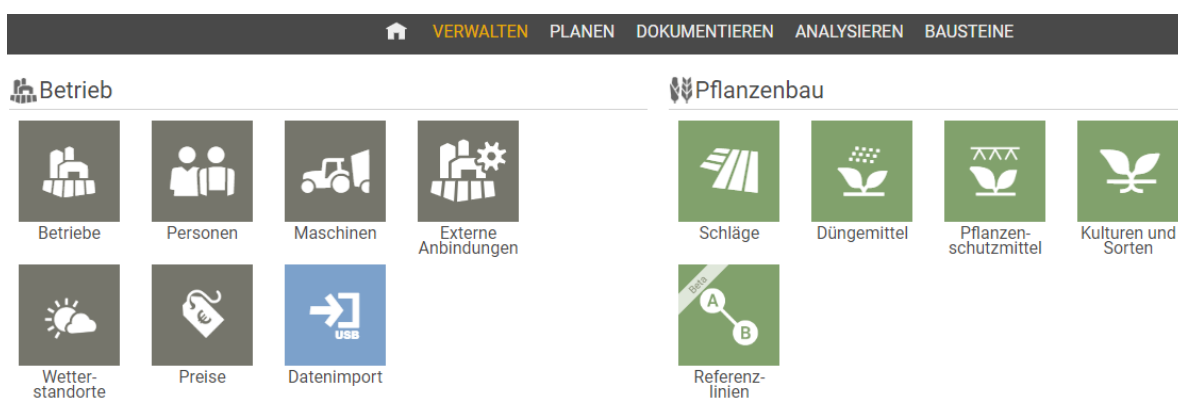 VERWALTEN PLANEN DOKUMENTIEREN ANALYSIEREN BAUSTEINE
Betrieb
Betriebe
Personen
Maschinen
Externe
Anbindungen
Wetter-
standorte
Preise
€
USB
Datenimport
Pflanzenbau
Schläge
Düngemittel
Pflanzen-
schutzmittel
Kulturen und
Sorten
Beta
A
B
Referenz-
linien